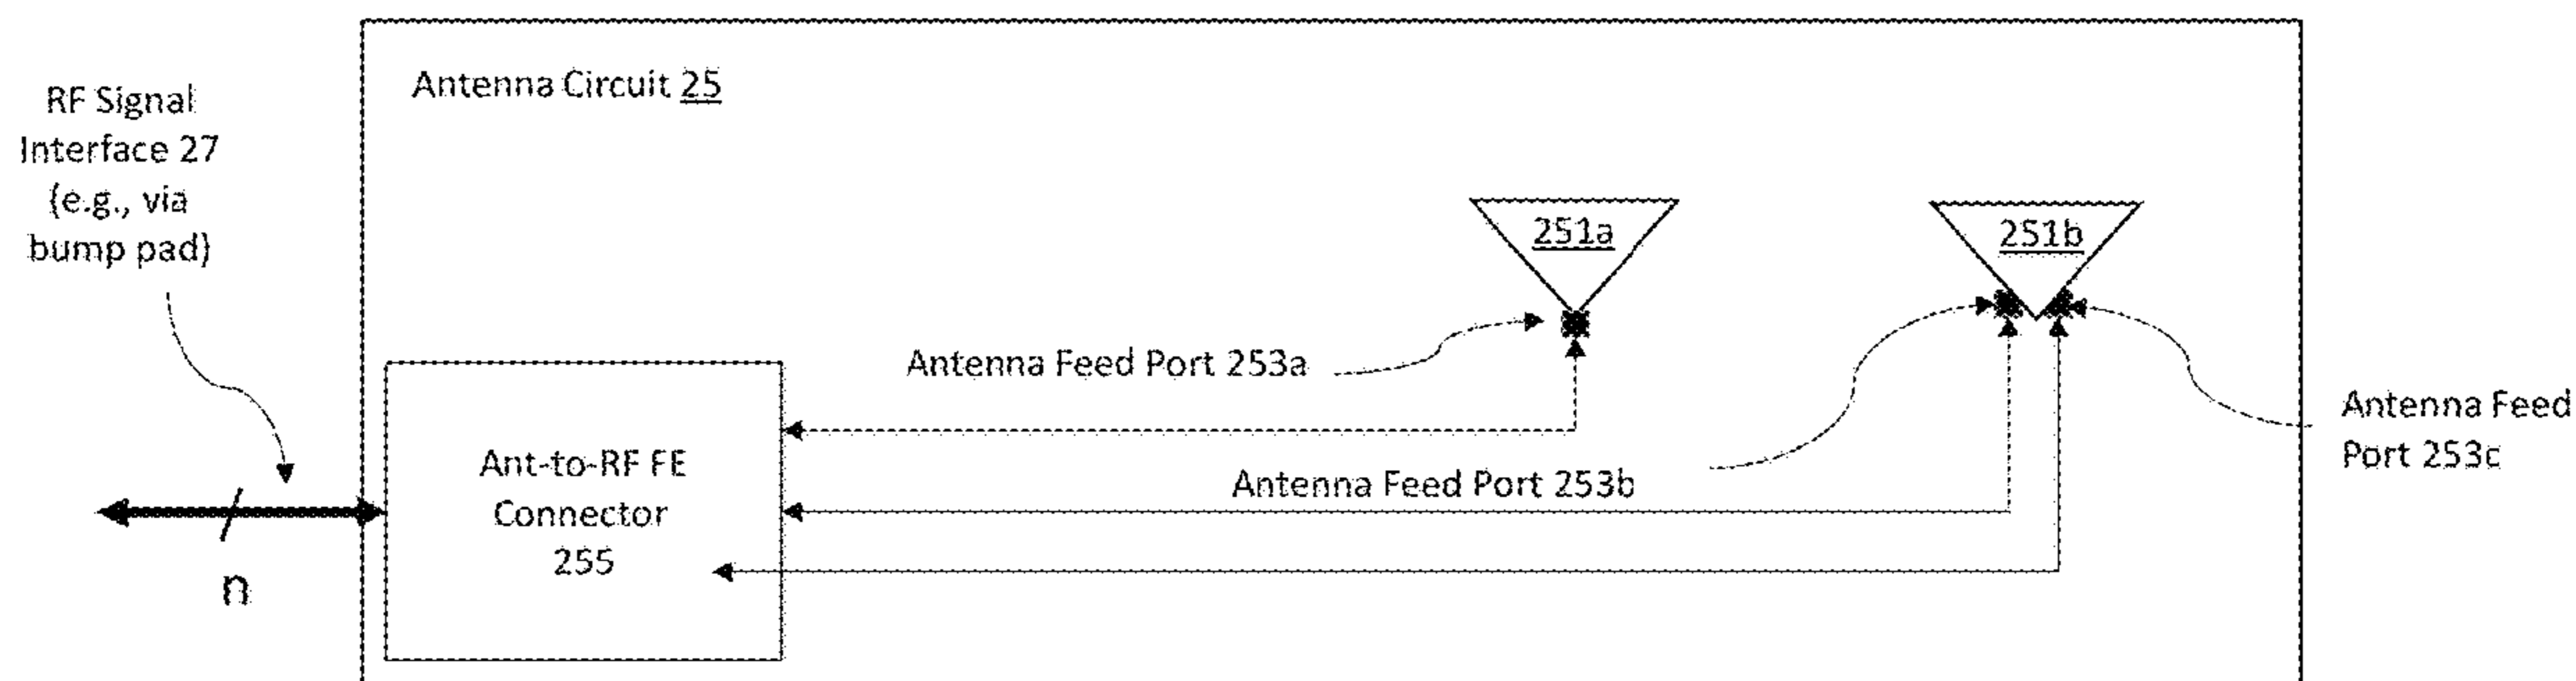 Antenna Circuit 25
RF Signal
Interface 27
(e.g., via
bump pad)
251a
251b
Antenna Feed Port 253a
Antenna Feed
Port 253c
Ant-to-RF FE
Connector
255
Antenna Feed Port 253b
n